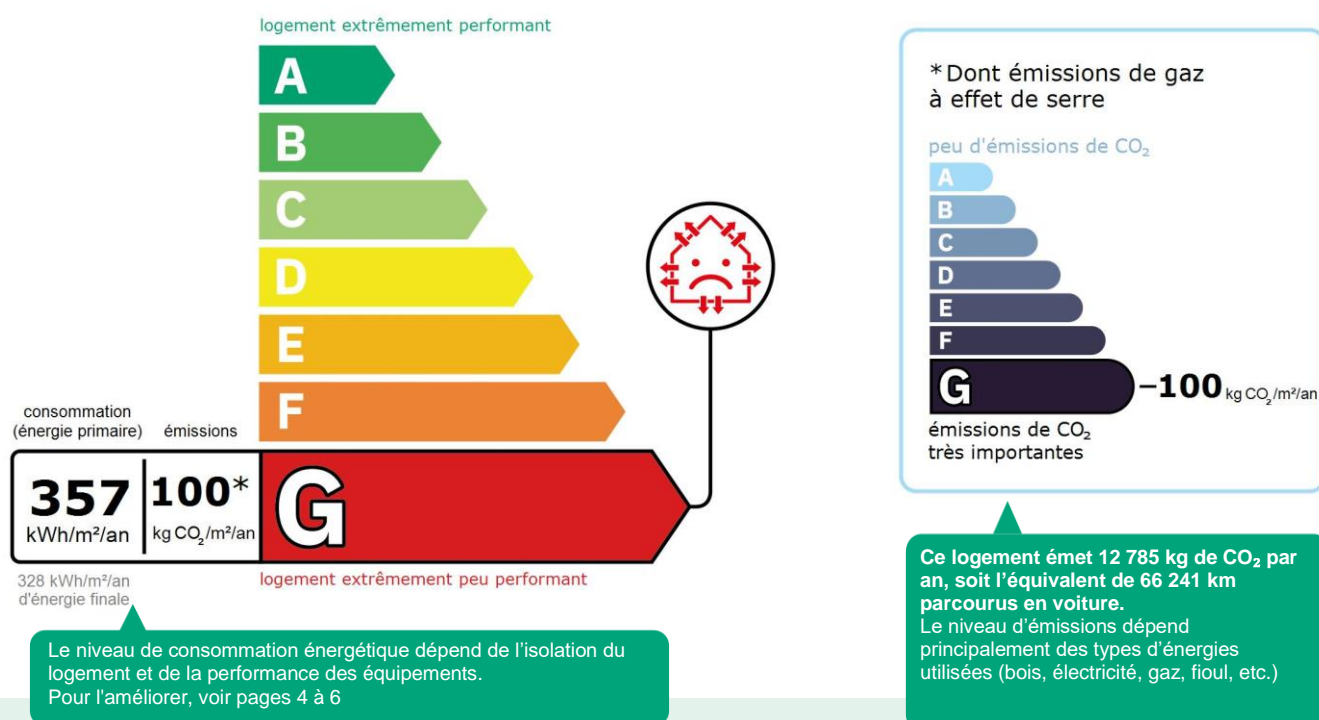 logement extrêmement performant
A
B
C
D
E
F
consommation
(énergie primaire)
émissions
357
kWh/m²/an
100*
kg CO₂/m²/an
G
328 kWh/m²/an
d'énergie finale
logement extrêmement peu performant
Le niveau de consommation énergétique dépend de l'isolation du
logement et de la performance des équipements.
Pour l'améliorer, voir pages 4 à 6
*Dont émissions de gaz
à effet de serre
peu d'émissions de CO₂
A
B
C
D
E
F
G
–100 kg CO₂/m²/an
émissions de CO₂
très importantes
Ce logement émet 12 785 kg de CO₂ par
an, soit l'équivalent de 66 241 km
parcourus en voiture.
Le niveau d'émissions dépend
principalement des types d'énergies
utilisées (bois, électricité, gaz, fioul, etc.)